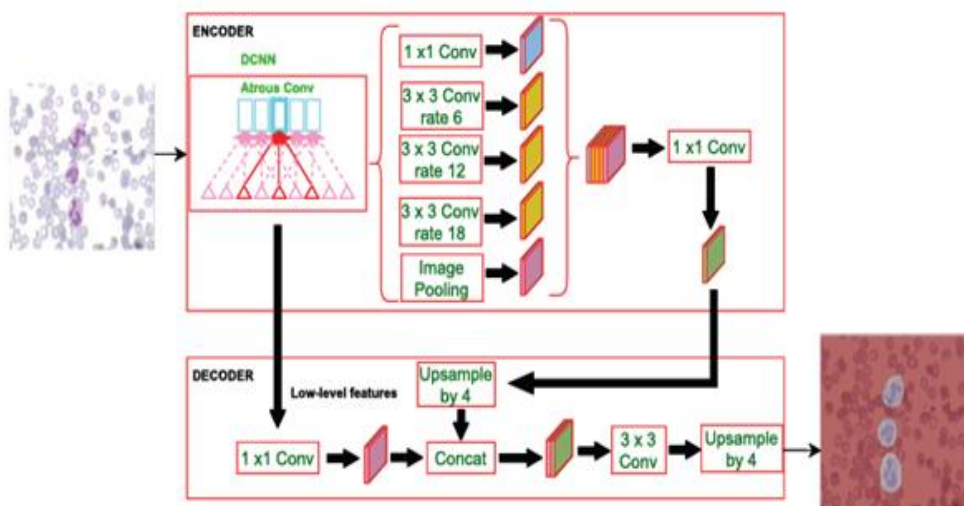 ENCODER
DCNN
Atrous Conv
1 x1 Conv
3 x 3 Conv
rate 6
3 x 3 Conv
rate 12
3 x 3 Conv
rate 18
Image
Pooling
1 x1 Conv
DECODER
Low-level features
Upsample
by 4
1 x1 Conv
Concat
3 x 3
Conv
Upsample
by 4